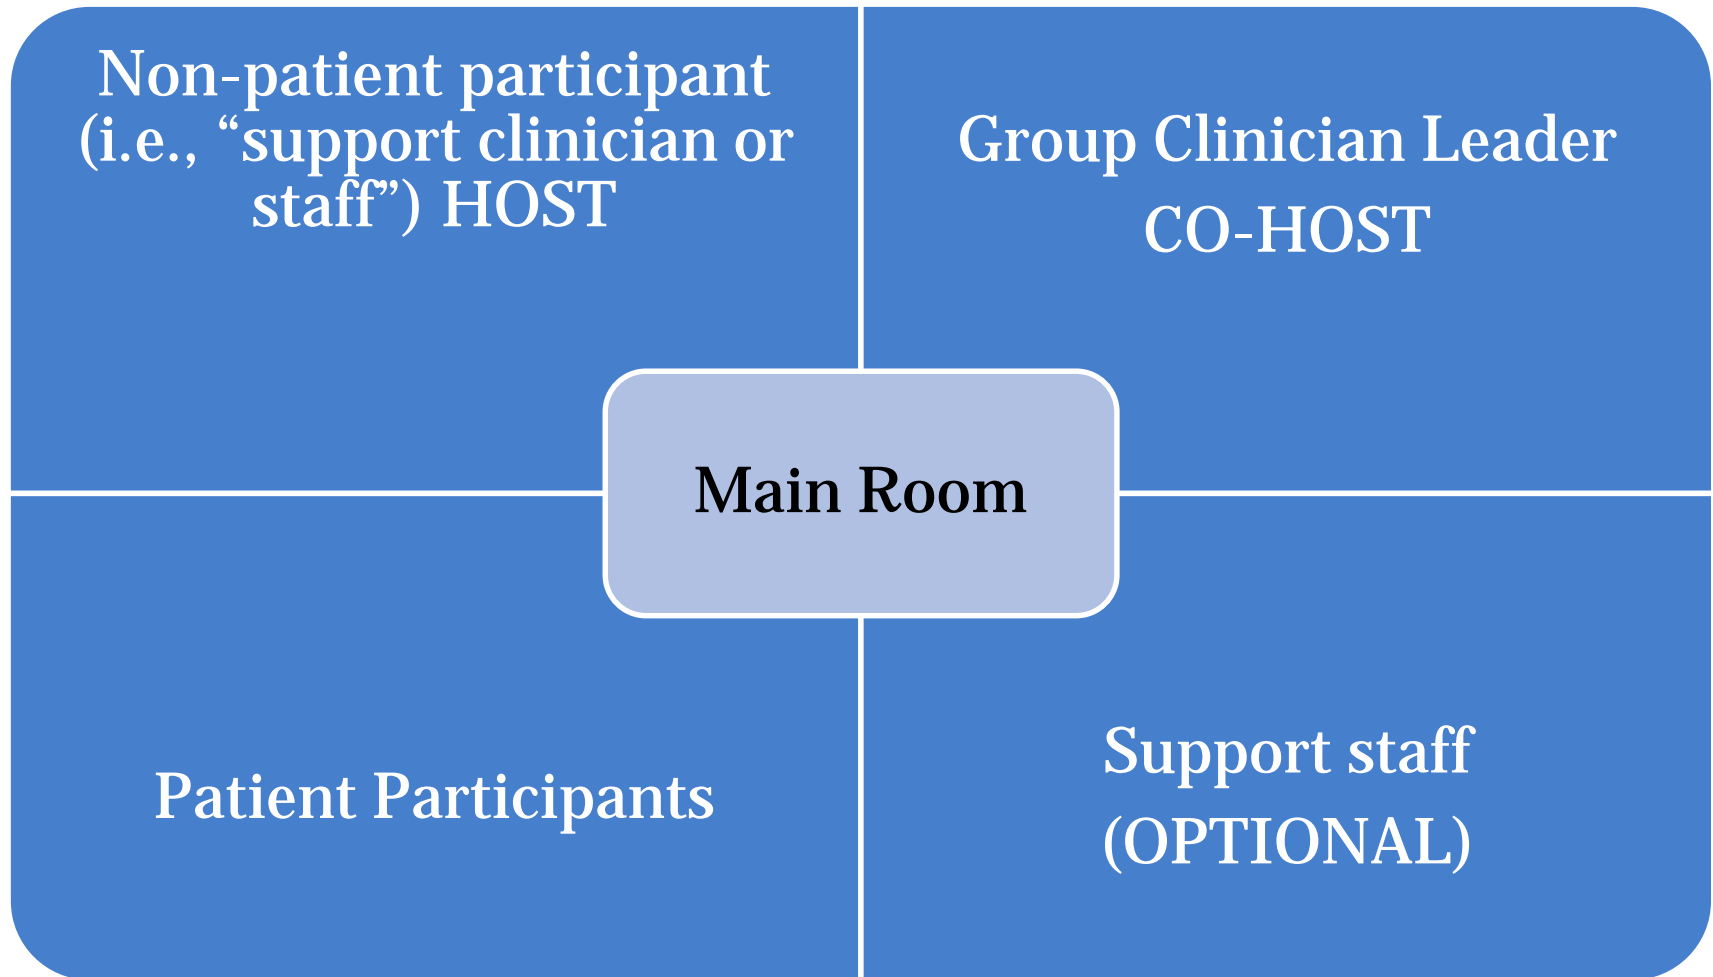 Non-patient participant
(i.e., “support clinician or
staff”) HOST
Group Clinician Leader
CO-HOST
Main Room
Patient Participants
Support staff
(OPTIONAL)